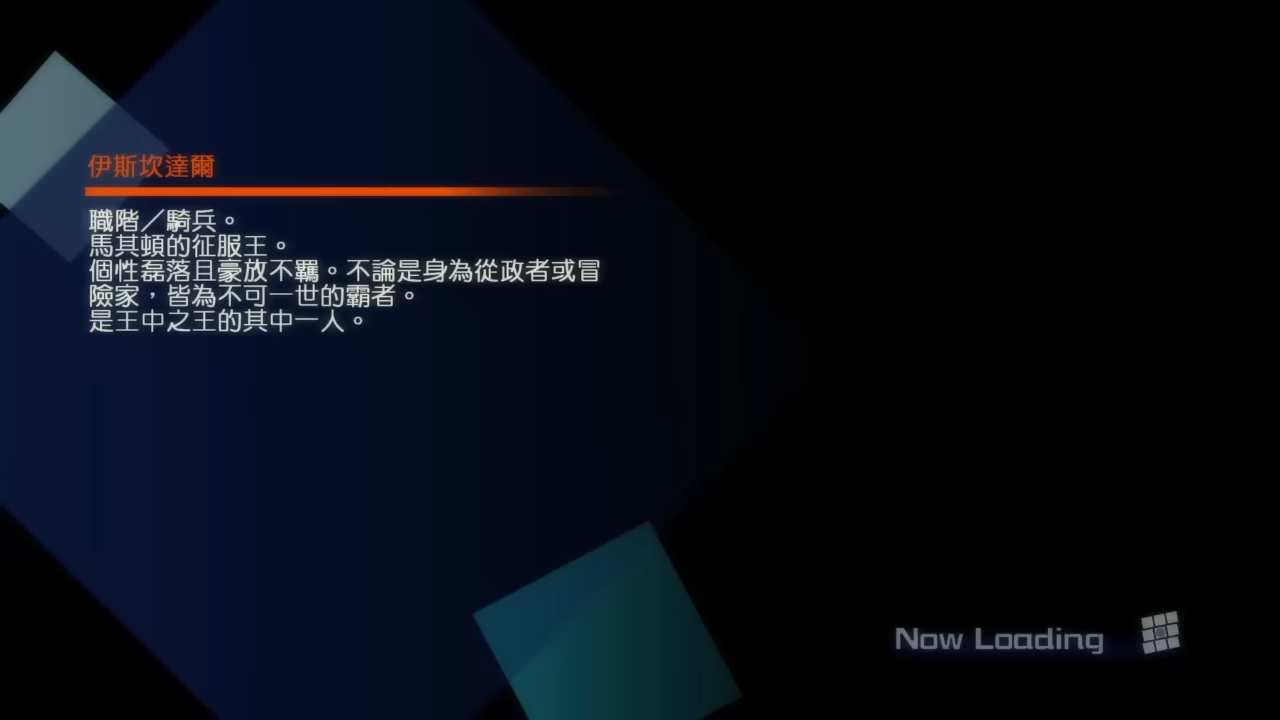 伊斯坎達爾
職階／騎兵。
馬其頓的征服王。
個性磊落且豪放不羈。不論是身為從政者或冒
險家，皆為不可一世的霸者。
是王中之王的其中一人。
Now Loading